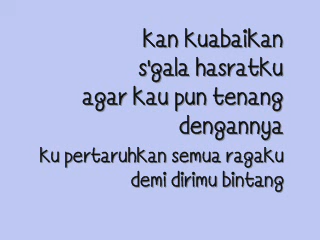 kan kuabaikan
s'gala hasratku
agar kau pun tenang
dengannya
ku pertaruhkan semua ragaku
demi dirimu bintang